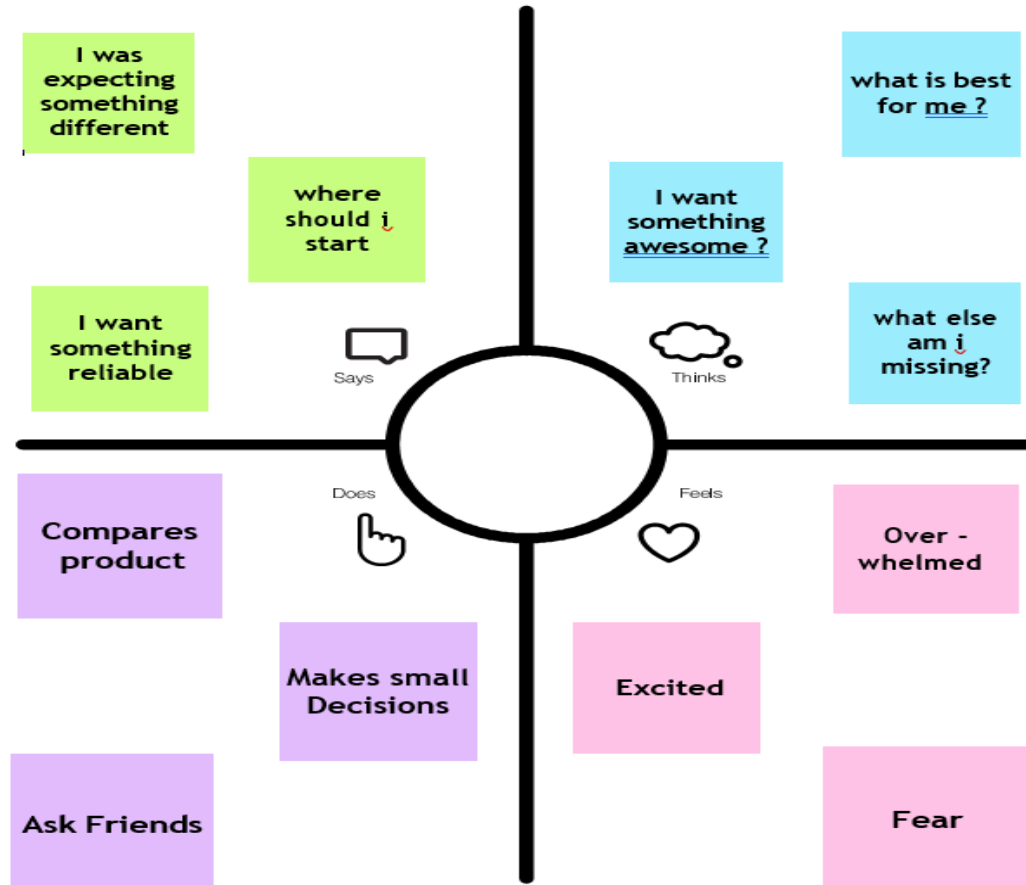 I was
expecting
something
different
where
should i
start
I want
something
reliable
Says
what is best
for me ?
I want
something
awesome ?
what else
am i
missing?
Thinks
Does
Compares
product
Makes small
Decisions
Ask Friends
Feels
Over -
whelmed
Excited
Fear